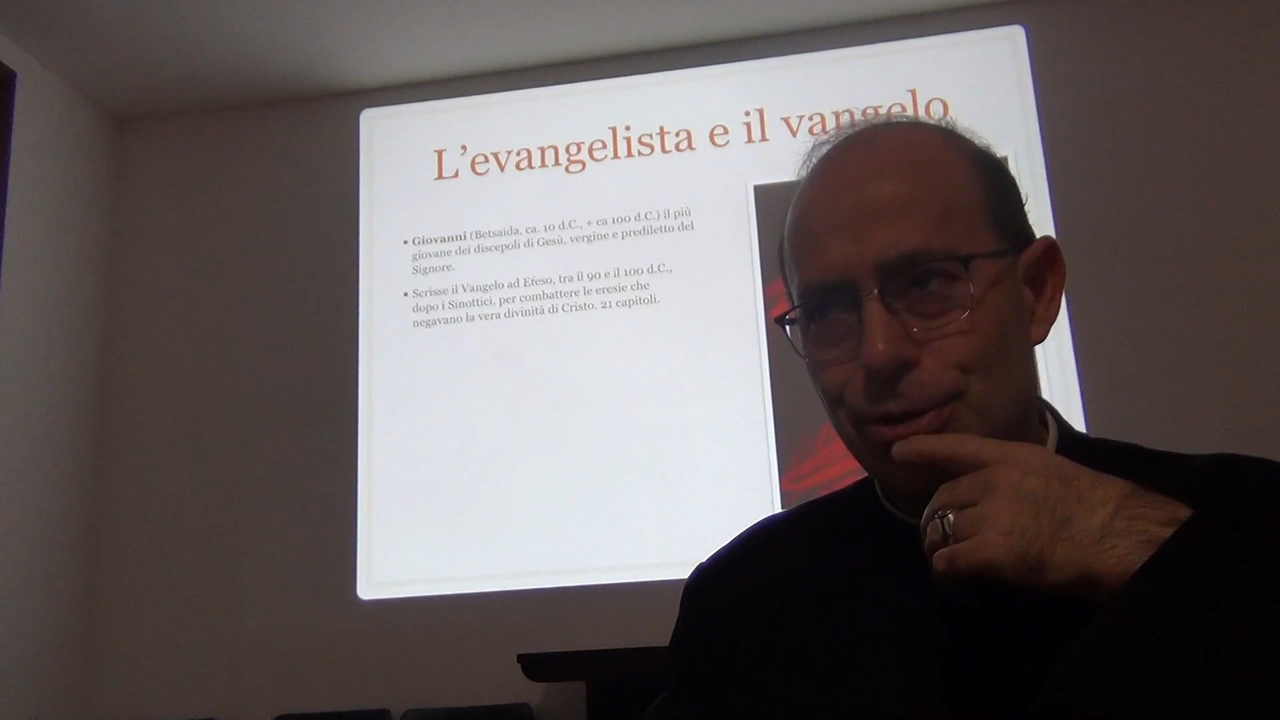 L'evangelista e il vangelo
• Giovanni (Betsaida, ca. 10 d.C., + ca 100 d.C.) il più
giovane dei discepoli di Gesù, vergine e prediletto del
Signore.
• Scrisse il Vangelo ad Efeso, tra il 90 e il 100 d.C.,
dopo i Sinottici, per combattere le eresie che
negavano la vera divinità di Cristo. 21 capitoli.